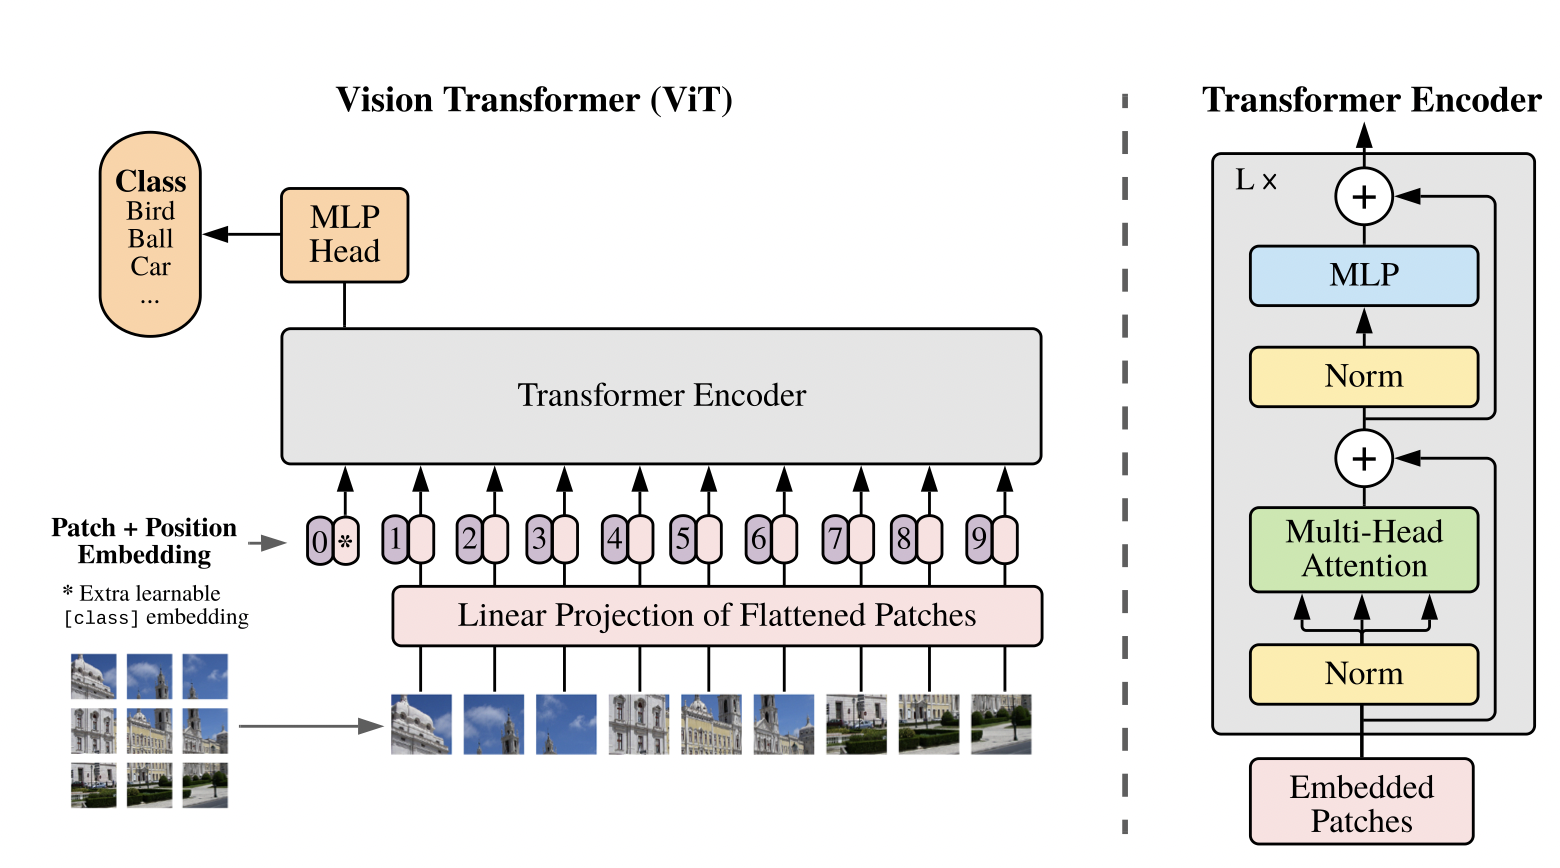 Vision Transformer (ViT)
Class
Bird
Ball
Car
...
MLP
Head
Transformer Encoder
Patch + Position
Embedding
0 * 1 2 3 4 5 6 7 8 9
* Extra learnable
[class] embedding
Linear Projection of Flattened Patches
Transformer Encoder
L ×
+
MLP
Norm
+
Multi-Head
Attention
Norm
Embedded
Patches